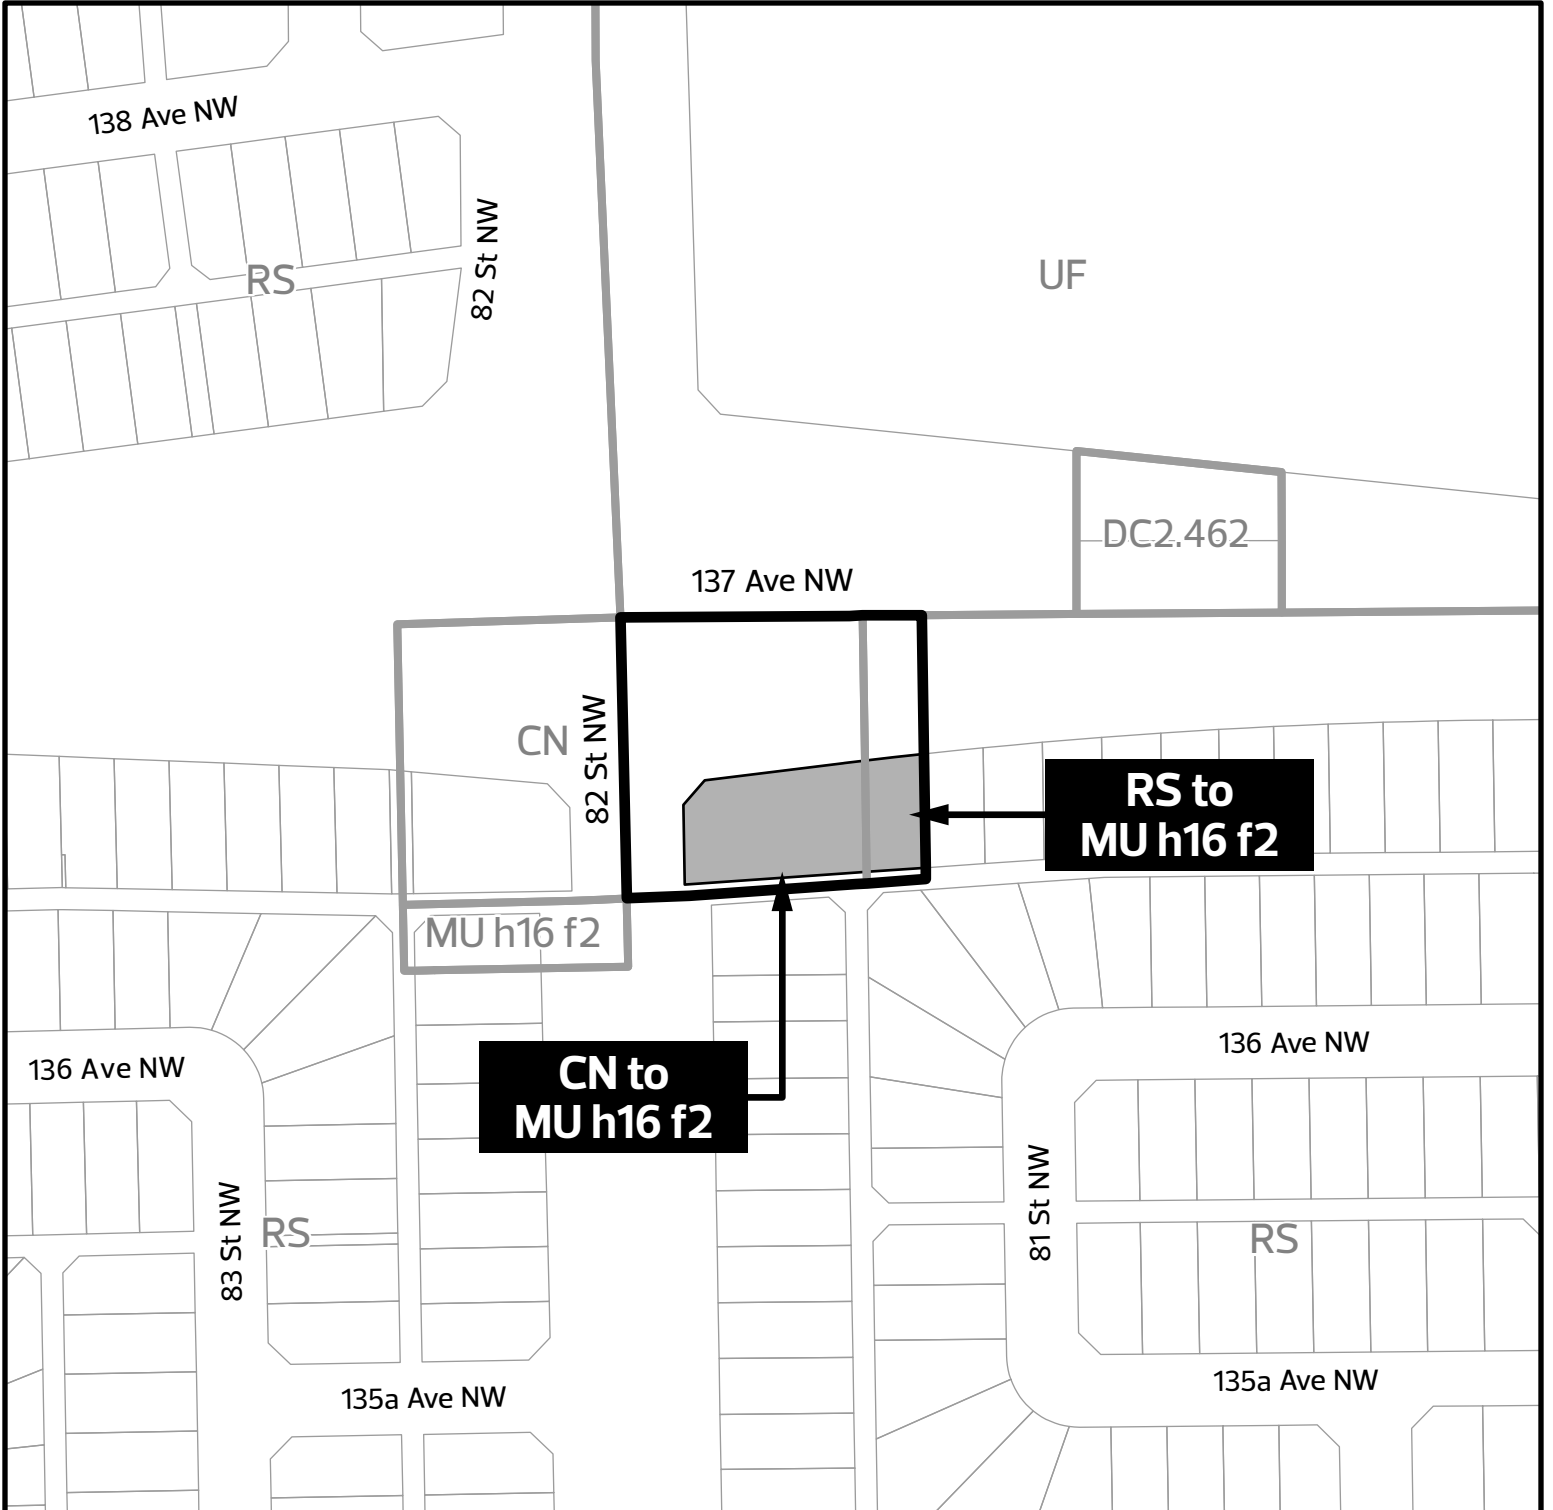 138 Ave NW
82 St NW
RS
UF
DC2.462
137 Ave NW
CN
82 St NW
RS to
MU h16 f2
MU h16 f2
136 Ave NW
136 Ave NW
CN to
MU h16 f2
83 St NW
RS
81 St NW
RS
135a Ave NW
135a Ave NW